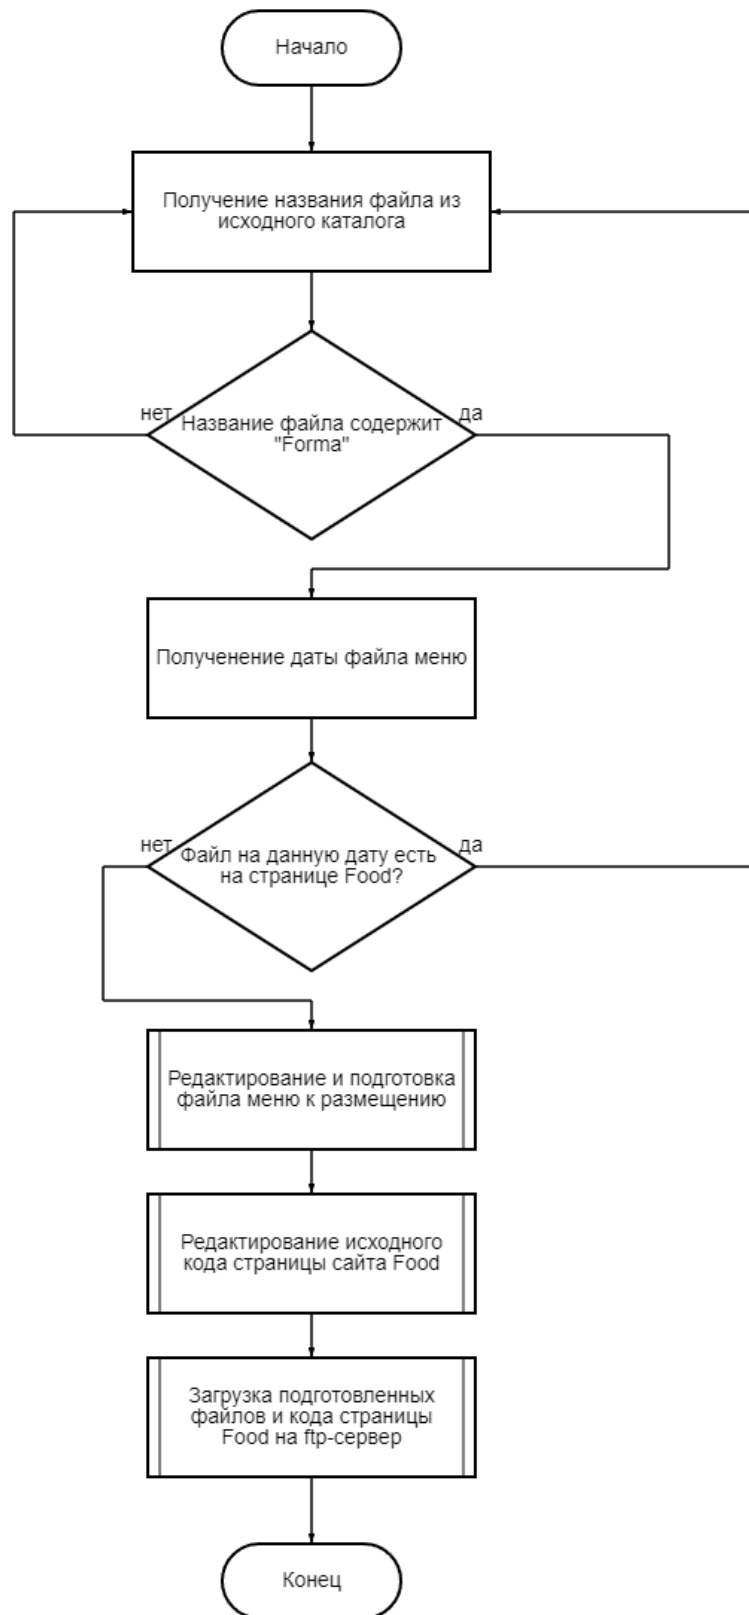 Начало
Получение названия файла из
исходного каталога
нет
да
Название файла содержит
"Forma"
Полученение даты файла меню
нет
да
Файл на данную дату есть
на странице Food?
Редактирование и подготовка
файла меню к размещению
Редактирование исходного
кода страницы сайта Food
Загрузка подготовленных
файлов и кода страницы
Food на ftp-сервер
Конец